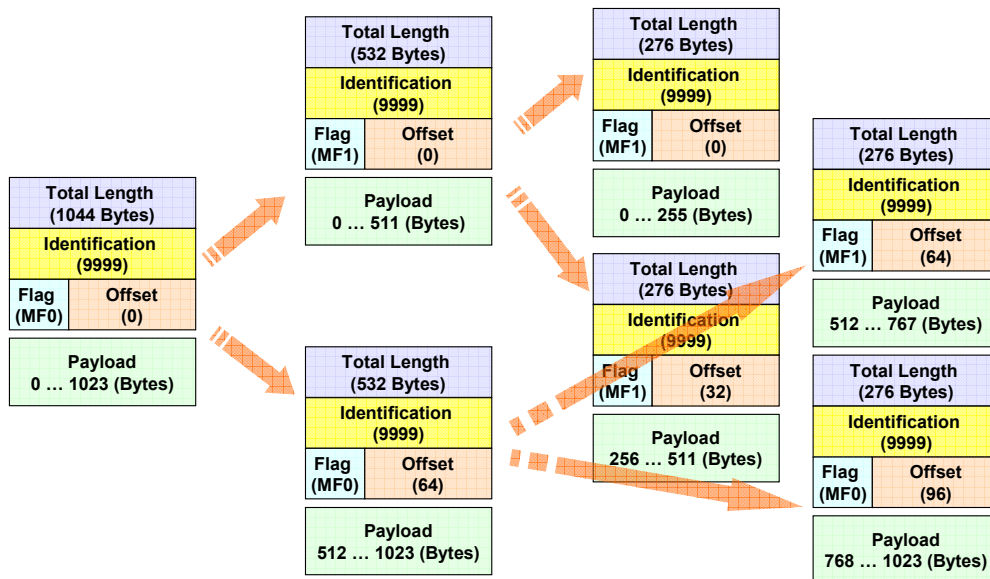 Total Length
(1044 Bytes)
Identification
(9999)
Flag
(MF0)
Offset
(0)
Payload
0 … 1023 (Bytes)
Total Length
(532 Bytes)
Identification
(9999)
Flag
(MF1)
Offset
(0)
Payload
0 … 511 (Bytes)
Total Length
(532 Bytes)
Identification
(9999)
Flag
(MF0)
Offset
(64)
Payload
512 … 1023 (Bytes)
Total Length
(276 Bytes)
Identification
(9999)
Flag
(MF1)
Offset
(0)
Payload
0 … 255 (Bytes)
Total Length
(276 Bytes)
Identification
(9999)
Flag
(MF1)
Offset
(32)
Payload
256 … 511 (Bytes)
Total Length
(276 Bytes)
Identification
(9999)
Flag
(MF1)
Offset
(64)
Payload
512 … 767 (Bytes)
Total Length
(276 Bytes)
Identification
(9999)
Flag
(MF0)
Offset
(96)
Payload
768 … 1023 (Bytes)